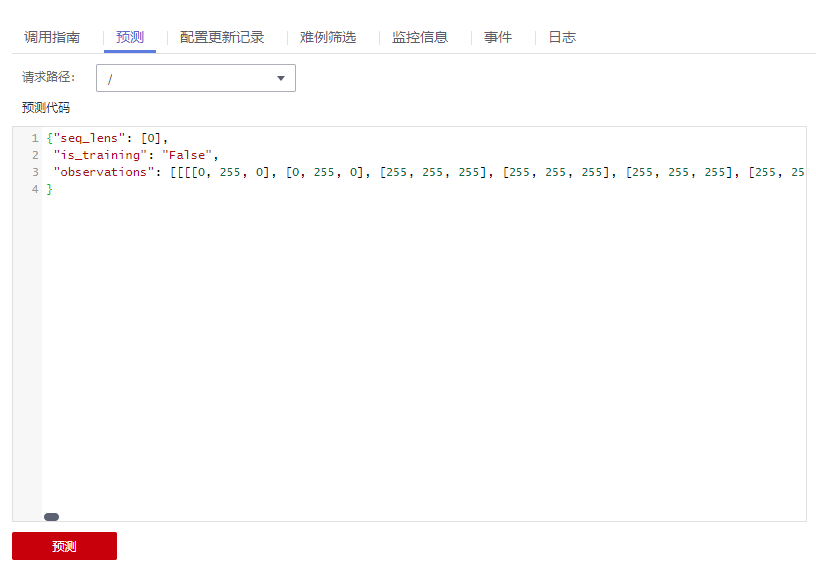 调用指南 预测 配置更新记录 难例筛选 监控信息 事件 日志
请求路径: /
预测代码
1 {"seq_lens": [0],
2 "is_training": "False",
3 "observations": [[[[0, 255, 0], [0, 255, 0], [255, 255, 255], [255, 255, 255], [255, 255, 255], [255, 25
4 }
预测